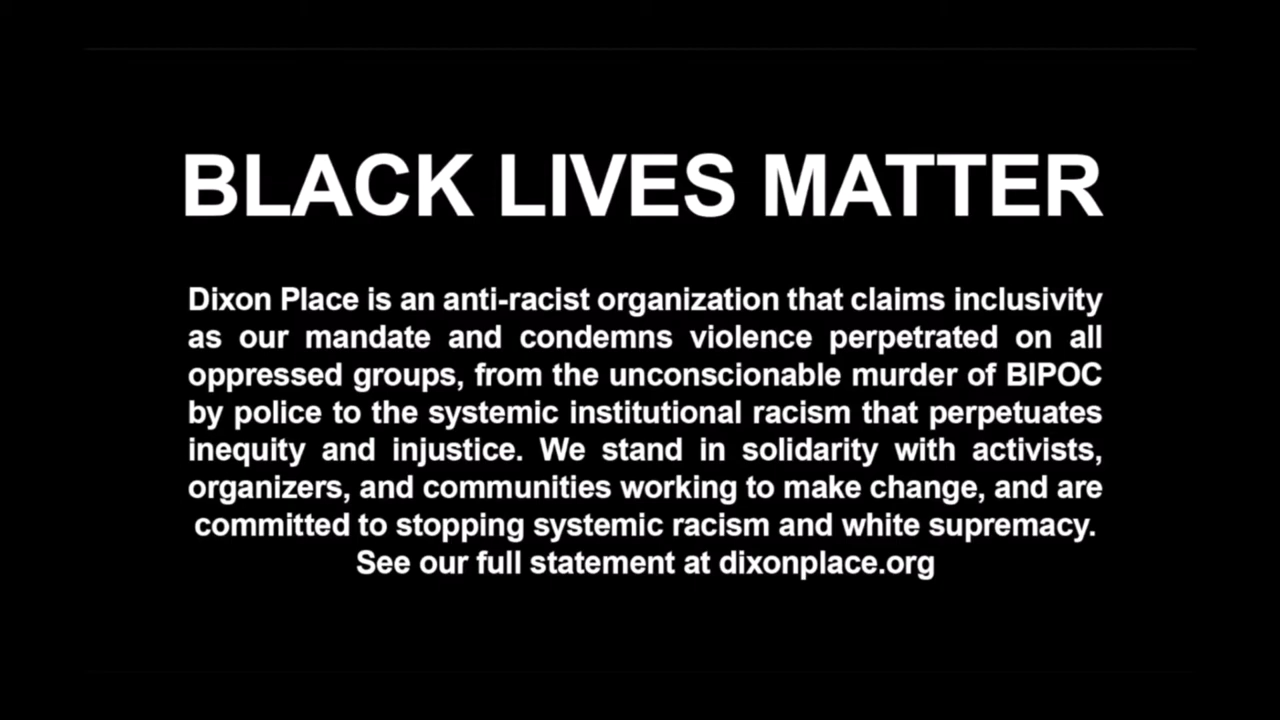 BLACK LIVES MATTER
Dixon Place is an anti-racist organization that claims inclusivity
as our mandate and condemns violence perpetrated on all
oppressed groups, from the unconscionable murder of BIPOC
by police to the systemic institutional racism that perpetuates
inequity and injustice. We stand in solidarity with activists,
organizers, and communities working to make change, and are
committed to stopping systemic racism and white supremacy.
See our full statement at dixonplace.org